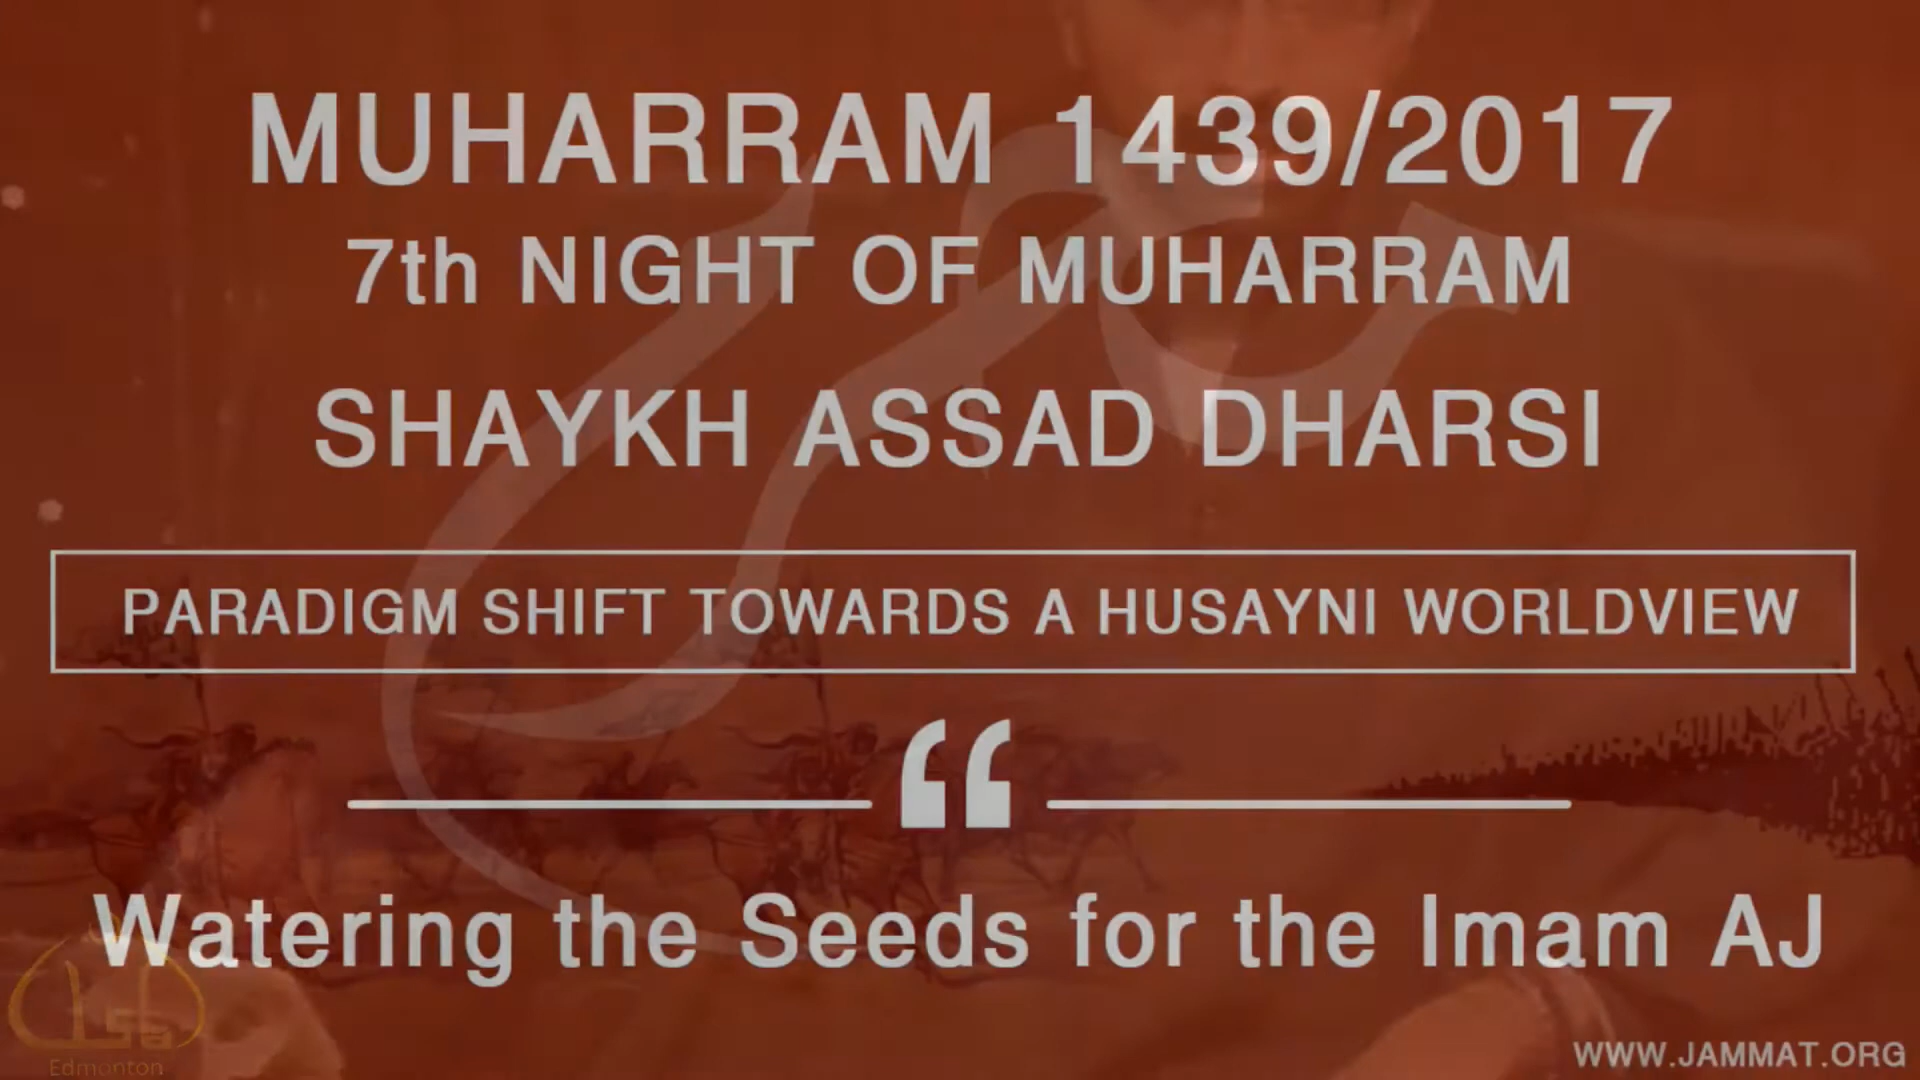 MUHARRAM 1439/2017
7th NIGHT OF MUHARRAM
SHAYKH ASSAD DHARSI
PARADIGM SHIFT TOWARDS A HUSAYNI WORLDVIEW
“
Watering the Seeds for the Imam AJ
Edmonton
WWW.JAMMAT.ORG